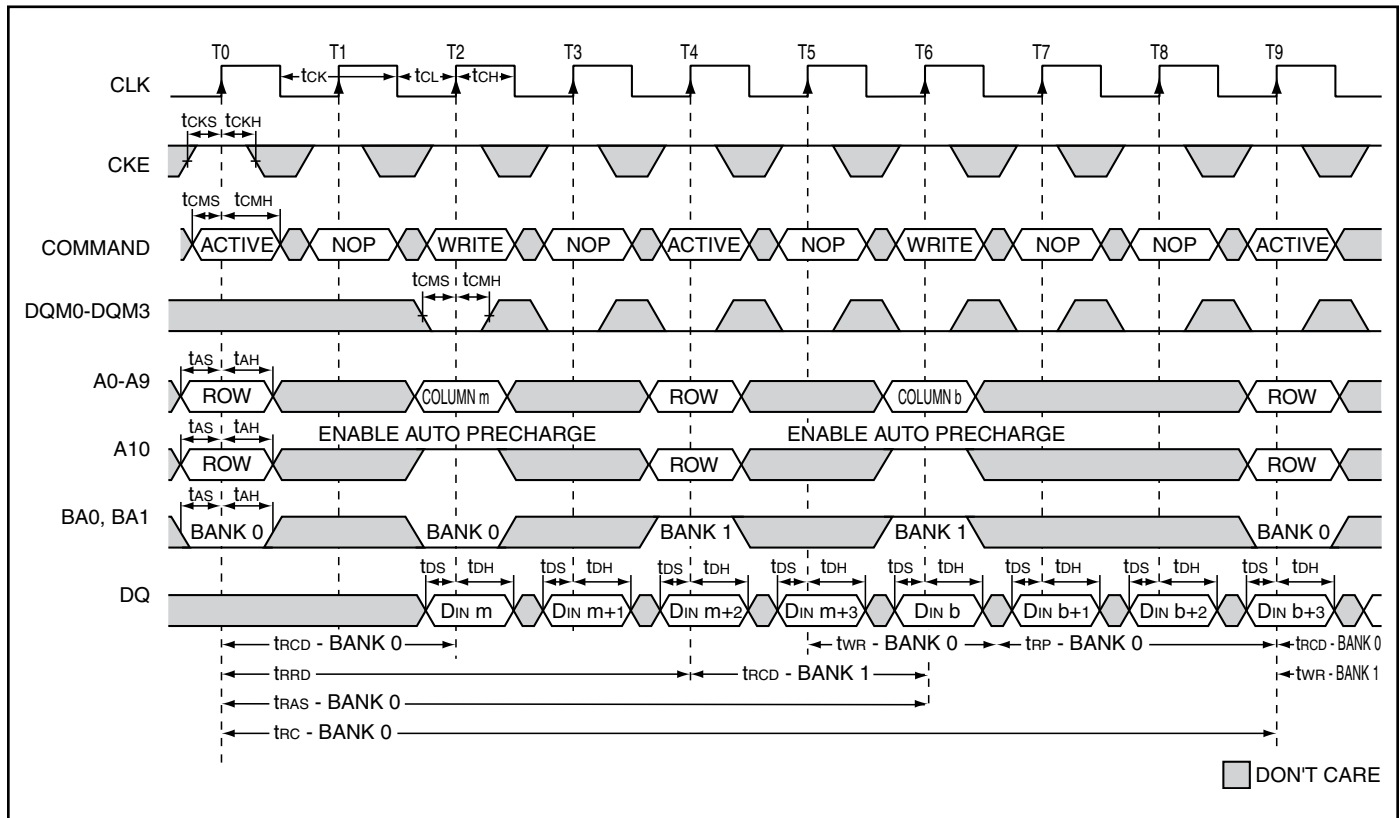 T0 T1 T2 T3 T4 T5 T6 T7 T8 T9
CLK tCK tCL tCH
tCKS tCKH
CKE
tCMS tCMH
COMMAND ACTIVE NOP WRITE NOP ACTIVE NOP WRITE NOP NOP ACTIVE
tCMS tCMH
DQM0-DQM3
tAS tAH
A0-A9 ROW COLUMN m ROW COLUMN b ROW
tAS tAH ENABLE AUTO PRECHARGE ENABLE AUTO PRECHARGE
A10 ROW ROW ROW
tAS tAH
BA0, BA1 BANK 0 BANK 0 BANK 1 BANK 1 BANK 0
tDS tDH tDS tDH tDS tDH tDS tDH tDS tDH tDS tDH tDS tDH tDS tDH
DQ DIN m DIN m+1 DIN m+2 DIN m+3 DIN b DIN b+1 DIN b+2 DIN b+3
tRCD - BANK 0 tWR - BANK 0 tRP - BANK 0 tRCD - BANK 0
tRRD tRCD - BANK 1 tWR - BANK 1
tRAS - BANK 0
tRC - BANK 0
DON'T CARE